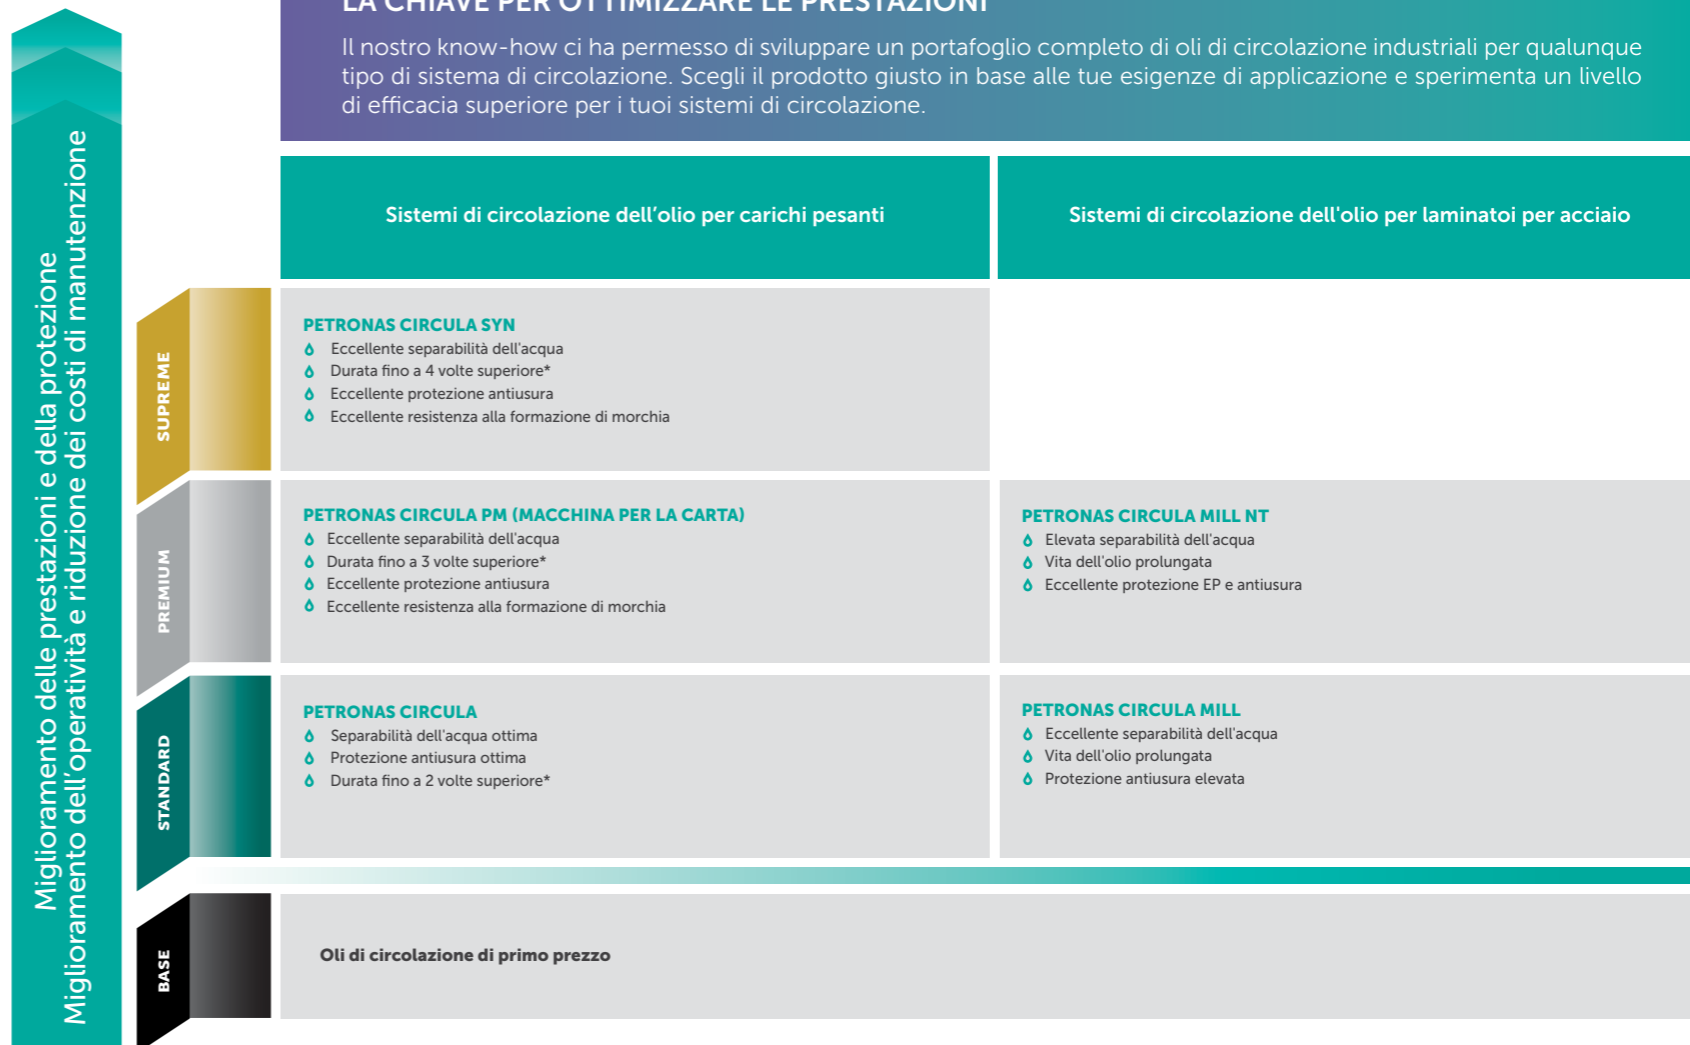 LA CHIAVE PER OTTIMIZZARE LE PRESTAZIONI
Il nostro know-how ci ha permesso di sviluppare un portafoglio completo di oli di circolazione industriali per qualunque
tipo di sistema di circolazione. Scegli il prodotto giusto in base alle tue esigenze di applicazione e sperimenta un livello
di efficacia superiore per i tuoi sistemi di circolazione.
Miglioramento delle prestazioni e della protezione
Miglioramento dell'operatività e riduzione dei costi di manutenzione
Sistemi di circolazione dell’olio per carichi pesanti
Sistemi di circolazione dell'olio per laminatoi per acciaio
SUPREME
PETRONAS CIRCULA SYN
Eccellente separabilità dell'acqua
Durata fino a 4 volte superiore*
Eccellente protezione antiusura
Eccellente resistenza alla formazione di morchia
PREMIUM
PETRONAS CIRCULA PM (MACCHINA PER LA CARTA)
Eccellente separabilità dell'acqua
Durata fino a 3 volte superiore*
Eccellente protezione antiusura
Eccellente resistenza alla formazione di morchia
PETRONAS CIRCULA MILL NT
Elevata separabilità dell'acqua
Vita dell'olio prolungata
Eccellente protezione EP e antiusura
STANDARD
PETRONAS CIRCULA
Separabilità dell'acqua ottima
Protezione antiusura ottima
Durata fino a 2 volte superiore*
PETRONAS CIRCULA MILL
Eccellente separabilità dell'acqua
Vita dell'olio prolungata
Protezione antiusura elevata
BASE
Oli di circolazione di primo prezzo